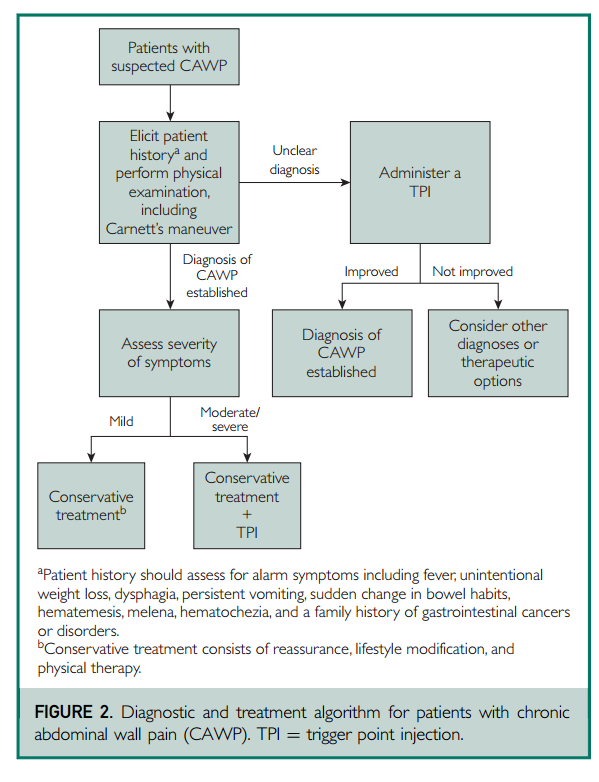 Patients with
suspected CAWP
Elicit patient
historyᵃ and
perform physical
examination,
including
Carnett's maneuver
Unclear
diagnosis
Administer a
TPI
Diagnosis of
CAWP
established
Improved
Not improved
Assess severity
of symptoms
Diagnosis of
CAWP
established
Consider other
diagnoses or
therapeutic
options
Mild
Moderate/
severe
Conservative
treatmentᵇ
Conservative
treatment
+
TPI
ᵃPatient history should assess for alarm symptoms including fever, unintentional
weight loss, dysphagia, persistent vomiting, sudden change in bowel habits,
hematemesis, melena, hematochezia, and a family history of gastrointestinal cancers
or disorders.
ᵇConservative treatment consists of reassurance, lifestyle modification, and
physical therapy.
FIGURE 2. Diagnostic and treatment algorithm for patients with chronic
abdominal wall pain (CAWP). TPI = trigger point injection.